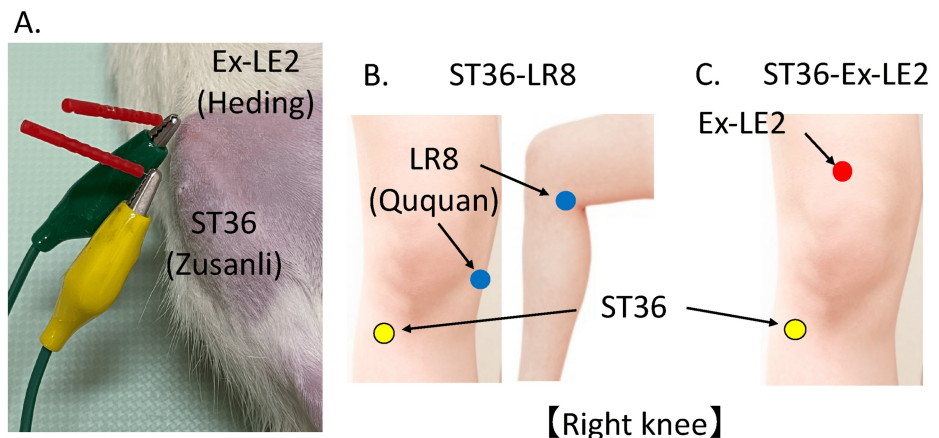 A.
Ex-LE2
(Heding)
ST36
(Zusanli)
B. ST36-LR8
LR8
(Ququan)
ST36
C. ST36-Ex-LE2
Ex-LE2
【Right knee】